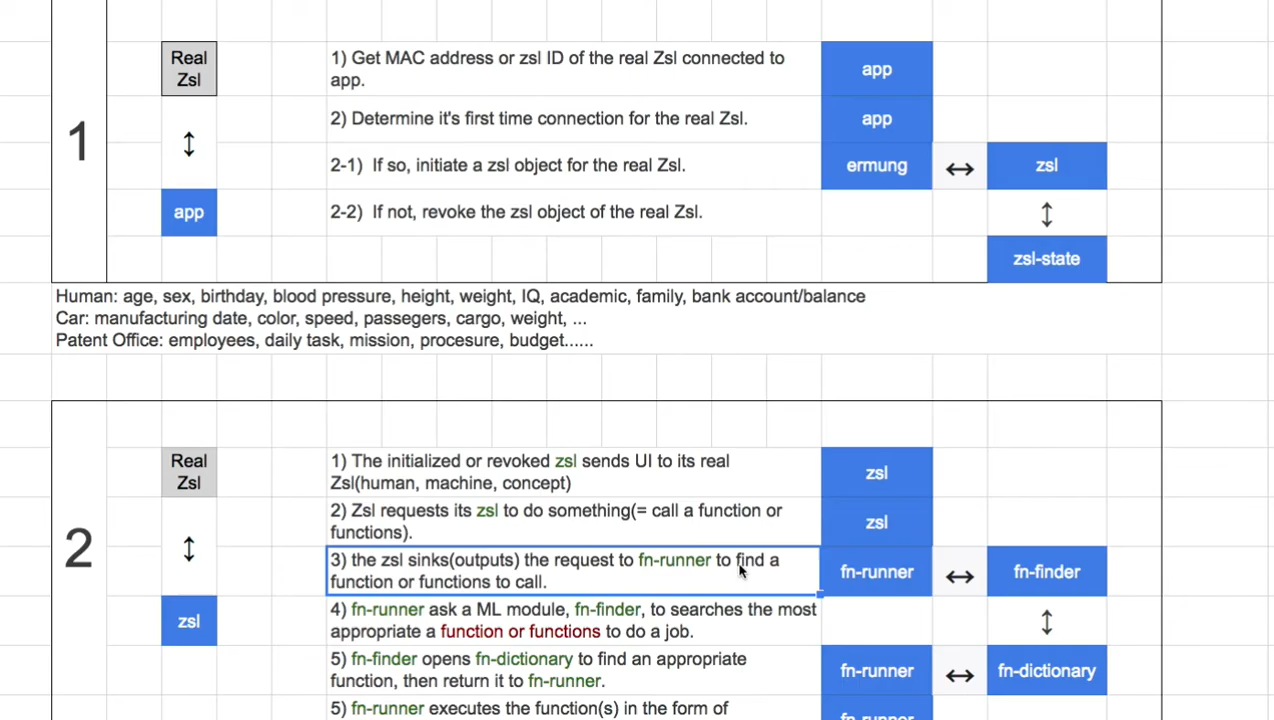 1
Real
Zsl
↕
app
1) Get MAC address or zsl ID of the real Zsl connected to
app.
app
2) Determine it's first time connection for the real Zsl.
app
2-1)  If so, initiate a zsl object for the real Zsl.
ermung
↔
zsl
2-2)  If not, revoke the zsl object of the real Zsl.
↕
zsl-state
Human: age, sex, birthday, blood pressure, height, weight, IQ, academic, family, bank account/balance
Car: manufacturing date, color, speed, passegers, cargo, weight, ...
Patent Office: employees, daily task, mission, procesure, budget......
2
Real
Zsl
↕
zsl
1) The initialized or revoked zsl sends UI to its real
Zsl(human, machine, concept)
zsl
2) Zsl requests its zsl to do something(= call a function or
functions).
zsl
3) the zsl sinks(outputs) the request to fn-runner to find a
function or functions to call.
fn-runner
↔
fn-finder
4) fn-runner ask a ML module, fn-finder, to searches the most
appropriate a function or functions to do a job.
↕
5) fn-finder opens fn-dictionary to find an appropriate
function, then return it to fn-runner.
fn-runner
↔
fn-dictionary
5) fn-runner executes the function(s) in the form of
fn-runner